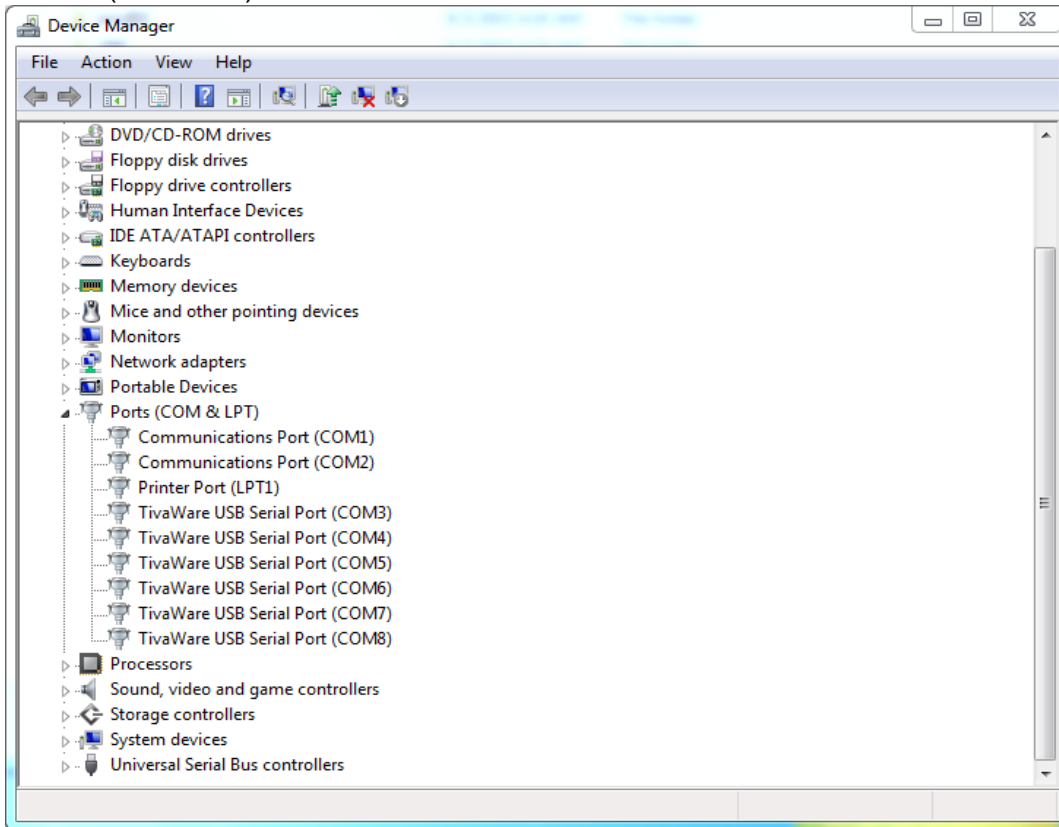 Device Manager
File Action View Help
DVD/CD-ROM drives
Floppy disk drives
Floppy drive controllers
Human Interface Devices
IDE ATA/ATAPI controllers
Keyboards
Memory devices
Mice and other pointing devices
Monitors
Network adapters
Portable Devices
Ports (COM & LPT)
Communications Port (COM1)
Communications Port (COM2)
Printer Port (LPT1)
TivaWare USB Serial Port (COM3)
TivaWare USB Serial Port (COM4)
TivaWare USB Serial Port (COM5)
TivaWare USB Serial Port (COM6)
TivaWare USB Serial Port (COM7)
TivaWare USB Serial Port (COM8)
Processors
Sound, video and game controllers
Storage controllers
System devices
Universal Serial Bus controllers